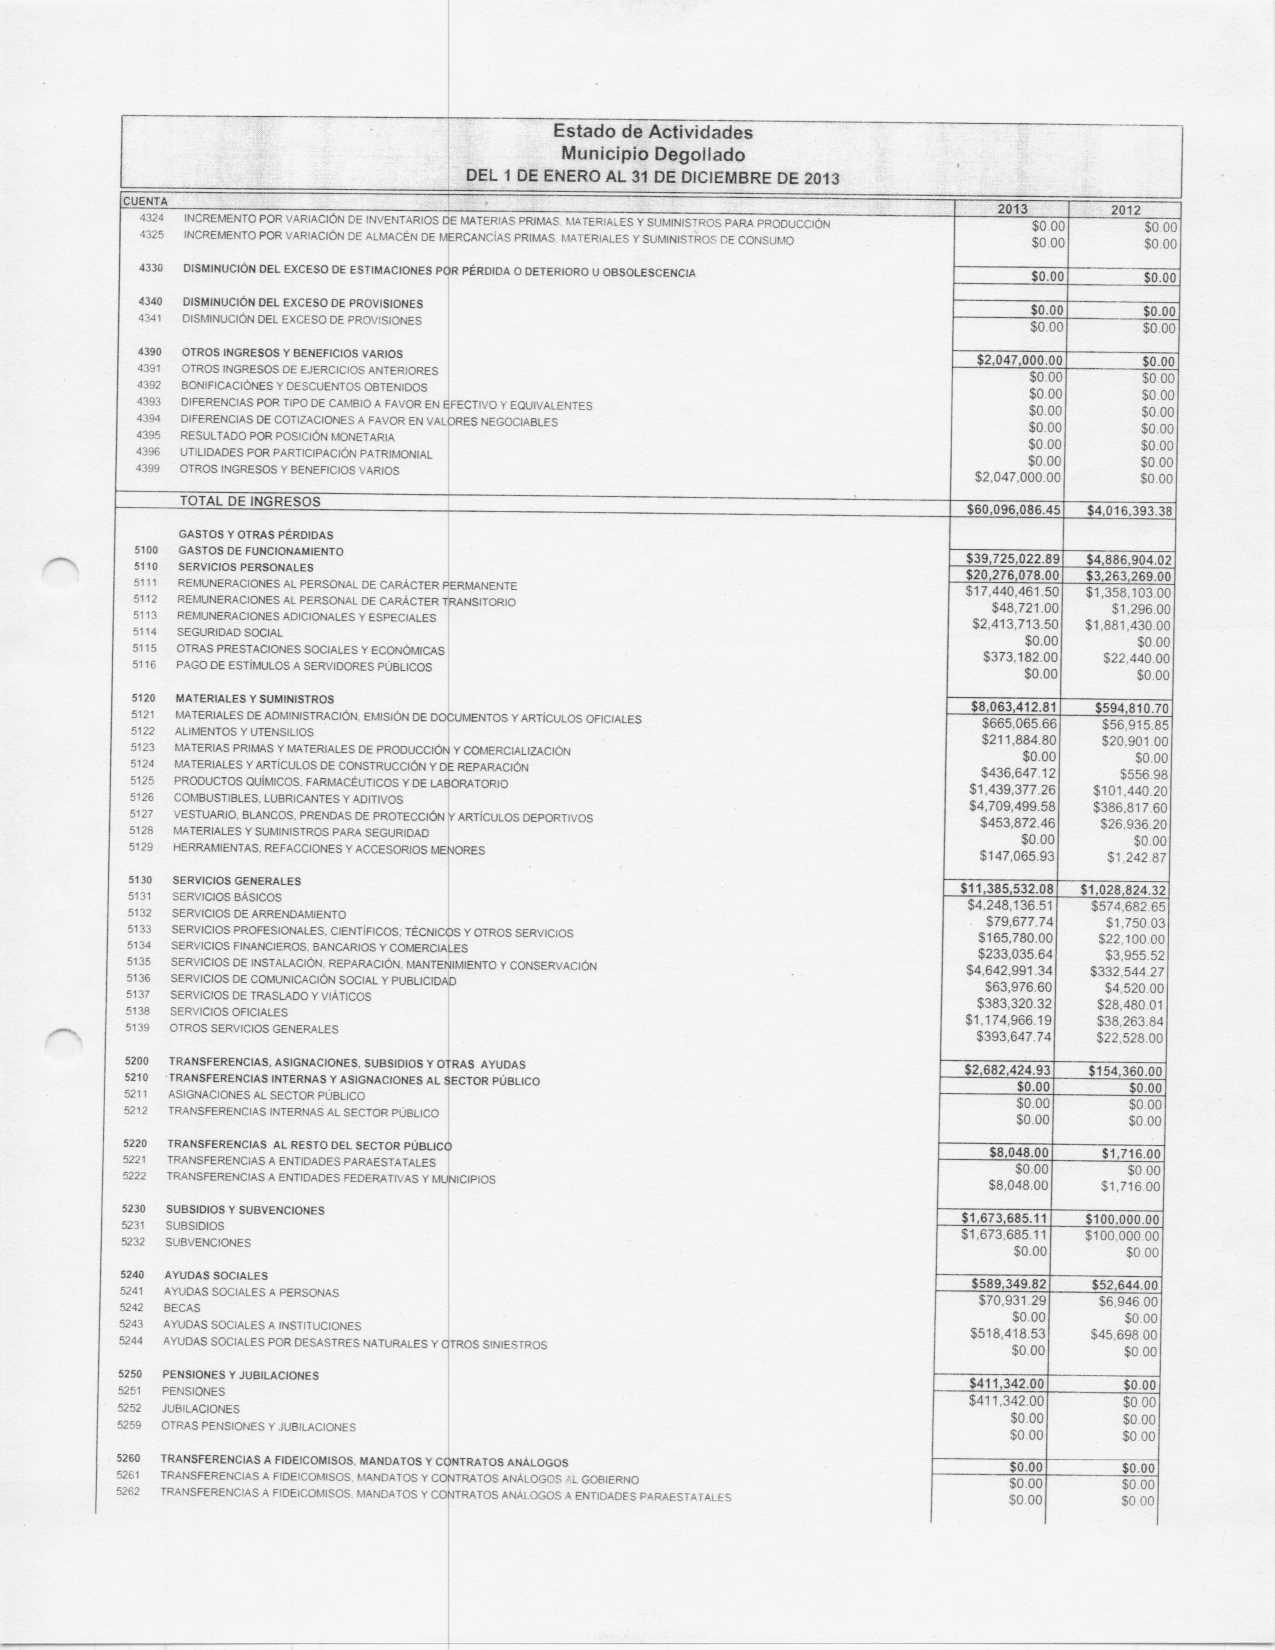 Estado de Actividades
Municipio Degollado
DEL 1 DE ENERO AL 31 DE DICIEMBRE DE 2013
CUENTA 2013 2012
4324 INCREMENTO POR VARIACIÓN DE INVENTARIOS DE MATERIAS PRIMAS. MATERIALES Y SUMINISTROS PARA PRODUCCIÓN $0.00 $0.00
4325 INCREMENTO POR VARIACIÓN DE ALMACÉN DE MERCANCÍAS PRIMAS. MATERIALES Y SUMINISTROS DE CONSUMO $0.00 $0.00
4330 DISMINUCIÓN DEL EXCESO DE ESTIMACIONES POR PÉRDIDA O DETERIORO U OBSOLESCENCIA $0.00 $0.00
4340 DISMINUCIÓN DEL EXCESO DE PROVISIONES $0.00 $0.00
4341 DISMINUCIÓN DEL EXCESO DE PROVISIONES $0.00 $0.00
4390 OTROS INGRESOS Y BENEFICIOS VARIOS $2,047,000.00 $0.00
4391 OTROS INGRESOS DE EJERCICIOS ANTERIORES $0.00 $0.00
4392 BONIFICACIÓNES Y DESCUENTOS OBTENIDOS $0.00 $0.00
4393 DIFERENCIAS POR TIPO DE CAMBIO A FAVOR EN EFECTIVO Y EQUIVALENTES $0.00 $0.00
4394 DIFERENCIAS DE COTIZACIONES A FAVOR EN VALORES NEGOCIABLES $0.00 $0.00
4395 RESULTADO POR POSICIÓN MONETARIA $0.00 $0.00
4396 UTILIDADES POR PARTICIPACIÓN PATRIMONIAL $0.00 $0.00
4399 OTROS INGRESOS Y BENEFICIOS VARIOS $2,047,000.00 $0.00
TOTAL DE INGRESOS $60,096,086.45 $4,016,393.38
GASTOS Y OTRAS PÉRDIDAS
5100 GASTOS DE FUNCIONAMIENTO $39,725,022.89 $4,886,904.02
5110 SERVICIOS PERSONALES $20,276,078.00 $3,263,269.00
5111 REMUNERACIONES AL PERSONAL DE CARÁCTER PERMANENTE $17,440,461.50 $1,358,103.00
5112 REMUNERACIONES AL PERSONAL DE CARÁCTER TRANSITORIO $48,721.00 $1,296.00
5113 REMUNERACIONES ADICIONALES Y ESPECIALES $2,413,713.50 $1,881,430.00
5114 SEGURIDAD SOCIAL $0.00 $0.00
5115 OTRAS PRESTACIONES SOCIALES Y ECONÓMICAS $373,182.00 $22,440.00
5116 PAGO DE ESTÍMULOS A SERVIDORES PÚBLICOS $0.00 $0.00
5120 MATERIALES Y SUMINISTROS $8,063,412.81 $594,810.70
5121 MATERIALES DE ADMINISTRACIÓN, EMISIÓN DE DOCUMENTOS Y ARTÍCULOS OFICIALES $665,065.66 $56,915.85
5122 ALIMENTOS Y UTENSILIOS $211,884.80 $20,901.00
5123 MATERIAS PRIMAS Y MATERIALES DE PRODUCCIÓN Y COMERCIALIZACIÓN $0.00 $0.00
5124 MATERIALES Y ARTÍCULOS DE CONSTRUCCIÓN Y DE REPARACIÓN $436,647.12 $556.98
5125 PRODUCTOS QUÍMICOS, FARMACÉUTICOS Y DE LABORATORIO $1,439,377.26 $101,440.20
5126 COMBUSTIBLES, LUBRICANTES Y ADITIVOS $4,709,499.58 $386,817.60
5127 VESTUARIO, BLANCOS, PRENDAS DE PROTECCIÓN Y ARTÍCULOS DEPORTIVOS $453,872.46 $26,936.20
5128 MATERIALES Y SUMINISTROS PARA SEGURIDAD $0.00 $0.00
5129 HERRAMIENTAS, REFACCIONES Y ACCESORIOS MENORES $147,065.93 $1,242.87
5130 SERVICIOS GENERALES $11,385,532.08 $1,028,824.32
5131 SERVICIOS BÁSICOS $4,248,136.51 $574,682.65
5132 SERVICIOS DE ARRENDAMIENTO $79,677.74 $1,750.03
5133 SERVICIOS PROFESIONALES, CIENTÍFICOS, TÉCNICOS Y OTROS SERVICIOS $165,780.00 $22,100.00
5134 SERVICIOS FINANCIEROS, BANCARIOS Y COMERCIALES $233,035.64 $3,955.52
5135 SERVICIOS DE INSTALACIÓN, REPARACIÓN, MANTENIMIENTO Y CONSERVACIÓN $4,642,991.34 $332,544.27
5136 SERVICIOS DE COMUNICACIÓN SOCIAL Y PUBLICIDAD $63,976.60 $4,520.00
5137 SERVICIOS DE TRASLADO Y VIÁTICOS $383,320.32 $28,480.01
5138 SERVICIOS OFICIALES $1,174,966.19 $38,263.84
5139 OTROS SERVICIOS GENERALES $393,647.74 $22,528.00
5200 TRANSFERENCIAS, ASIGNACIONES, SUBSIDIOS Y OTRAS AYUDAS $2,682,424.93 $154,360.00
5210 TRANSFERENCIAS INTERNAS Y ASIGNACIONES AL SECTOR PÚBLICO $0.00 $0.00
5211 ASIGNACIONES AL SECTOR PÚBLICO $0.00 $0.00
5212 TRANSFERENCIAS INTERNAS AL SECTOR PÚBLICO $0.00 $0.00
5220 TRANSFERENCIAS AL RESTO DEL SECTOR PÚBLICO $8,048.00 $1,716.00
5221 TRANSFERENCIAS A ENTIDADES PARAESTATALES $0.00 $0.00
5222 TRANSFERENCIAS A ENTIDADES FEDERATIVAS Y MUNICIPIOS $8,048.00 $1,716.00
5230 SUBSIDIOS Y SUBVENCIONES $1,673,685.11 $100,000.00
5231 SUBSIDIOS $1,673,685.11 $100,000.00
5232 SUBVENCIONES $0.00 $0.00
5240 AYUDAS SOCIALES $589,349.82 $52,644.00
5241 AYUDAS SOCIALES A PERSONAS $70,931.29 $6,946.00
5242 BECAS $0.00 $0.00
5243 AYUDAS SOCIALES A INSTITUCIONES $518,418.53 $45,698.00
5244 AYUDAS SOCIALES POR DESASTRES NATURALES Y OTROS SINIESTROS $0.00 $0.00
5250 PENSIONES Y JUBILACIONES $411,342.00 $0.00
5251 PENSIONES $411,342.00 $0.00
5252 JUBILACIONES $0.00 $0.00
5259 OTRAS PENSIONES Y JUBILACIONES $0.00 $0.00
5260 TRANSFERENCIAS A FIDEICOMISOS, MANDATOS Y CONTRATOS ANÁLOGOS $0.00 $0.00
5261 TRANSFERENCIAS A FIDEICOMISOS, MANDATOS Y CONTRATOS ANÁLOGOS AL GOBIERNO $0.00 $0.00
5262 TRANSFERENCIAS A FIDEICOMISOS. MANDATOS Y CONTRATOS ANÁLOGOS A ENTIDADES PARAESTATALES $0.00 $0.00